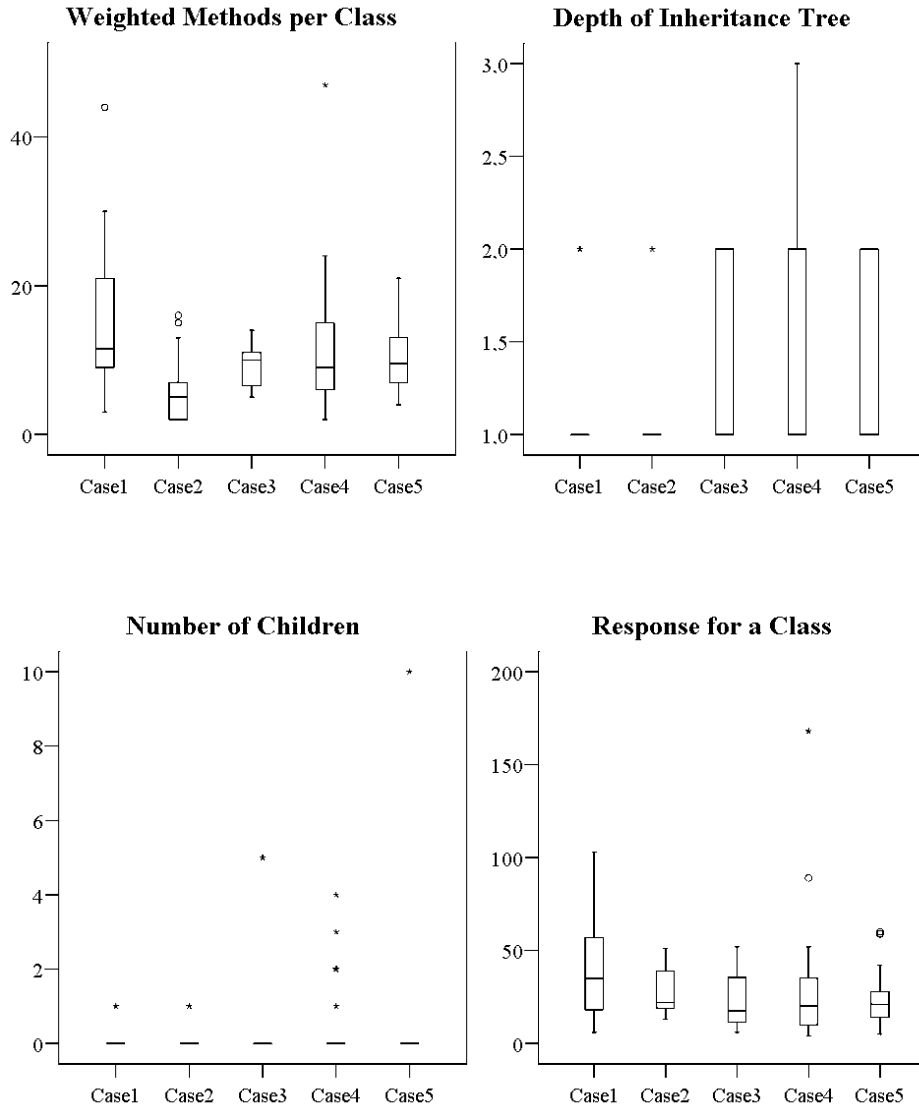 Weighted Methods per Class
40
20
0
Case1 Case2 Case3 Case4 Case5
Depth of Inheritance Tree
3.0
2.5
2.0
1.5
1.0
Case1 Case2 Case3 Case4 Case5
Number of Children
10
8
6
4
2
0
Case1 Case2 Case3 Case4 Case5
Response for a Class
200
150
100
50
0
Case1 Case2 Case3 Case4 Case5